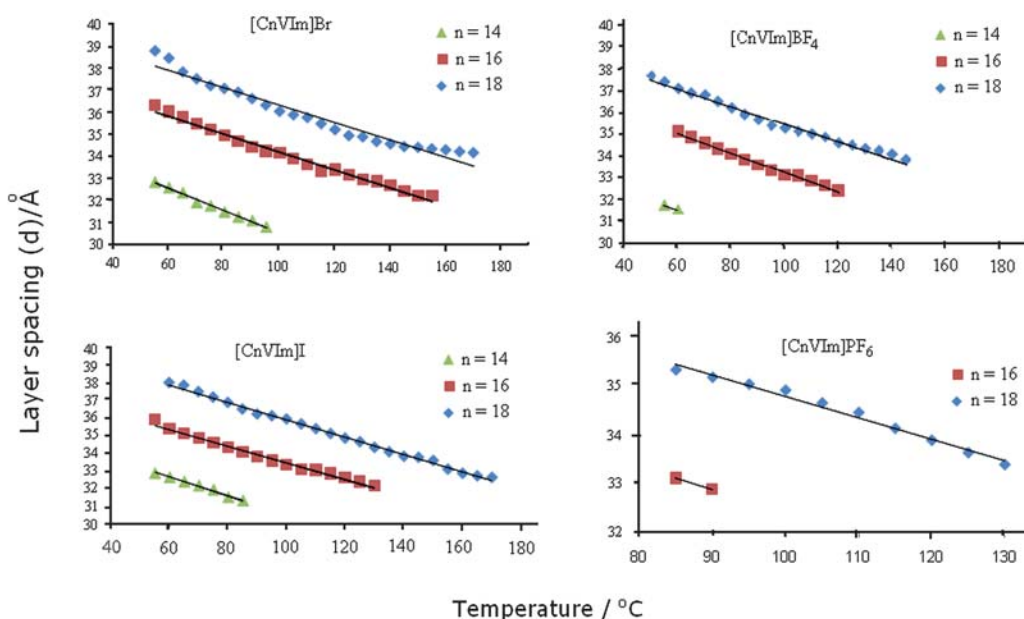 Layer spacing (d)/Å
[CnVIm]Br
n = 14
n = 16
n = 18
40
39
38
37
36
35
34
33
32
31
30
40 60 80 100 120 140 160 180
[CnVIm]BF4
n = 14
n = 16
n = 18
40
39
38
37
36
35
34
33
32
31
30
40 60 80 100 120 140 160 180
[CnVIm]I
n = 14
n = 16
n = 18
40
39
38
37
36
35
34
33
32
31
30
40 60 80 100 120 140 160 180
[CnVIm]PF6
n = 16
n = 18
36
35
34
33
32
80 90 100 110 120 130
Temperature / °C